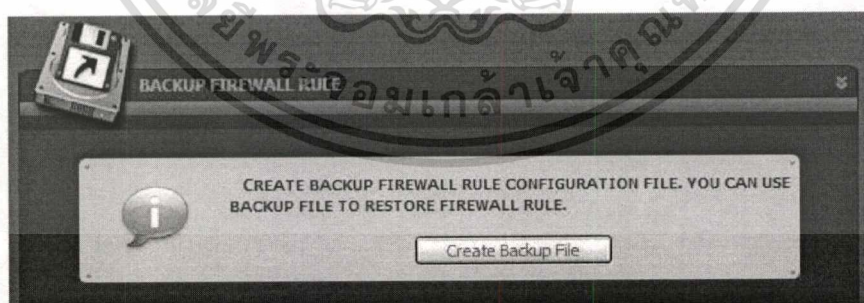 BACKUP FIREWALL RULE
CREATE BACKUP FIREWALL RULE CONFIGURATION FILE. YOU CAN USE
BACKUP FILE TO RESTORE FIREWALL RULE.
Create Backup File